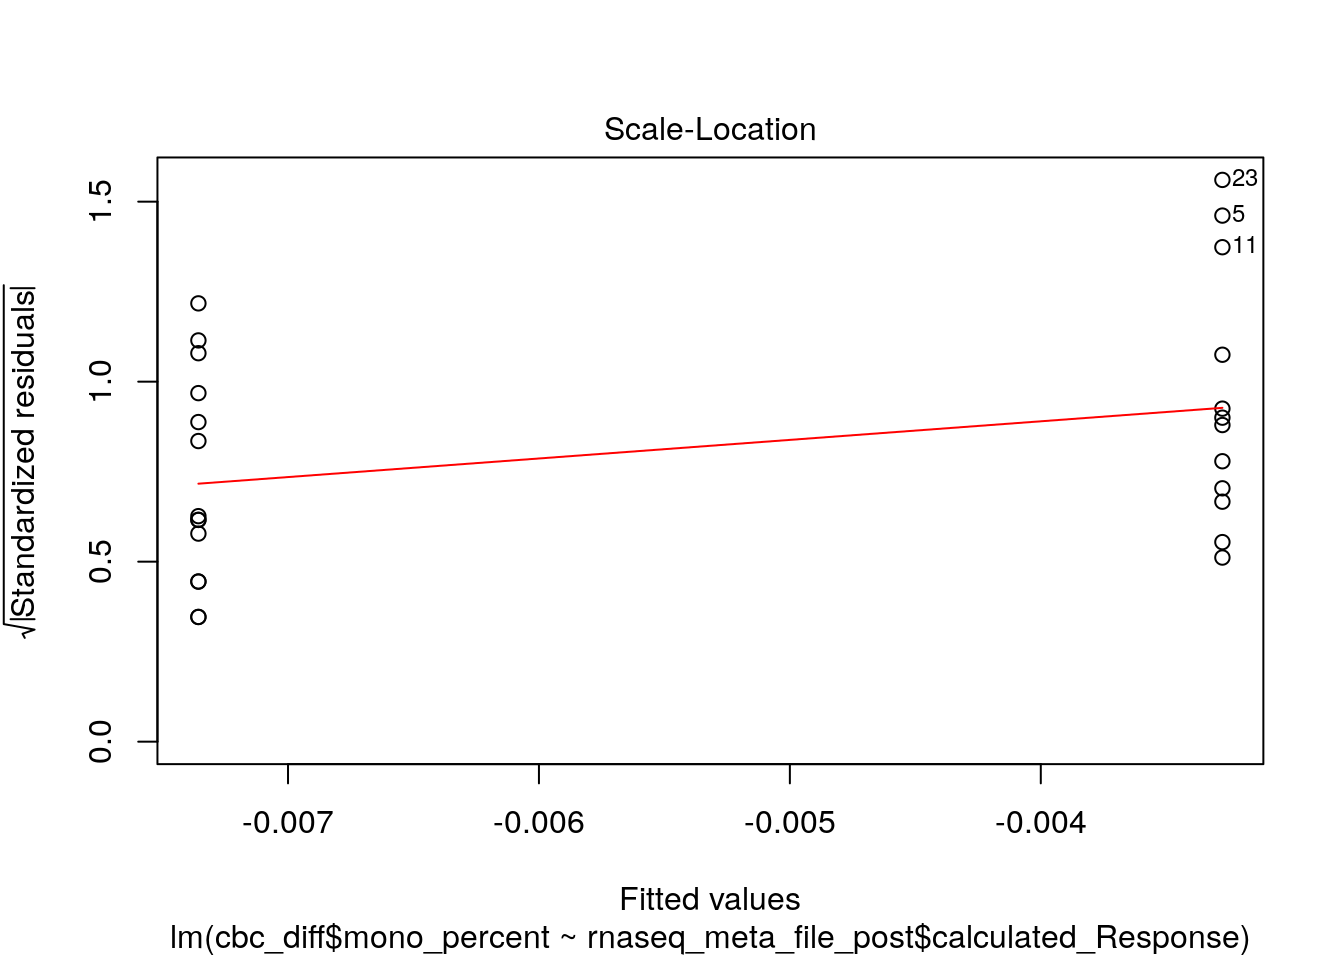 Scale-Location
√|Standardized residuals|
1.5
1.0
0.5
0.0
23
5
11
-0.007 -0.006 -0.005 -0.004
Fitted values
lm(cbc_diff$mono_percent ~ rnaseq_meta_file_post$calculated_Response)